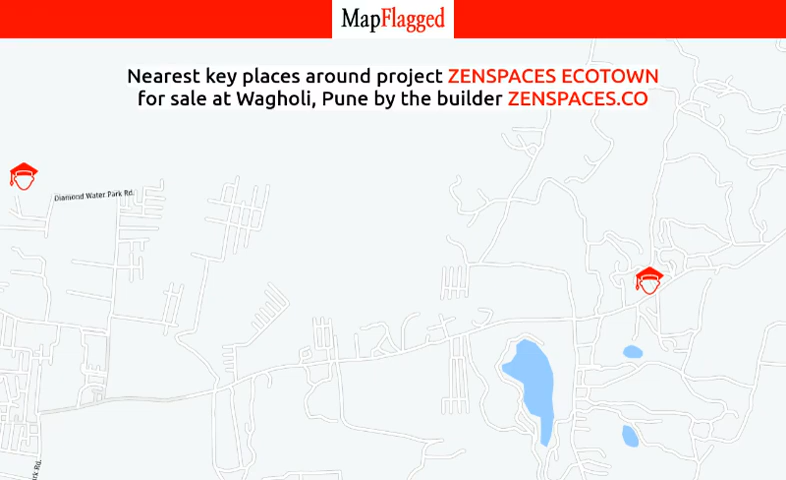 MapFlagged
Nearest key places around project ZENSPACES ECOTOWN
for sale at Wagholi, Pune by the builder ZENSPACES.CO
Diamond Water Park Rd.
Rd.